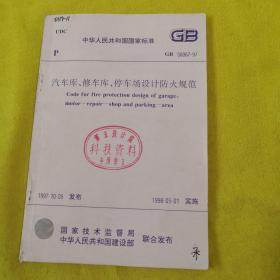 UDC
中华人民共和国国家标准
GB
P
GB 50067-97
汽车库、修车库、停车场设计防火规范
Code for fire protection design of garage,
motor-repair-shop and parking-area
科技资料
1997-10-05 发布
1998-05-01 实施
国家技术监督局
中华人民共和国建设部
联合发布